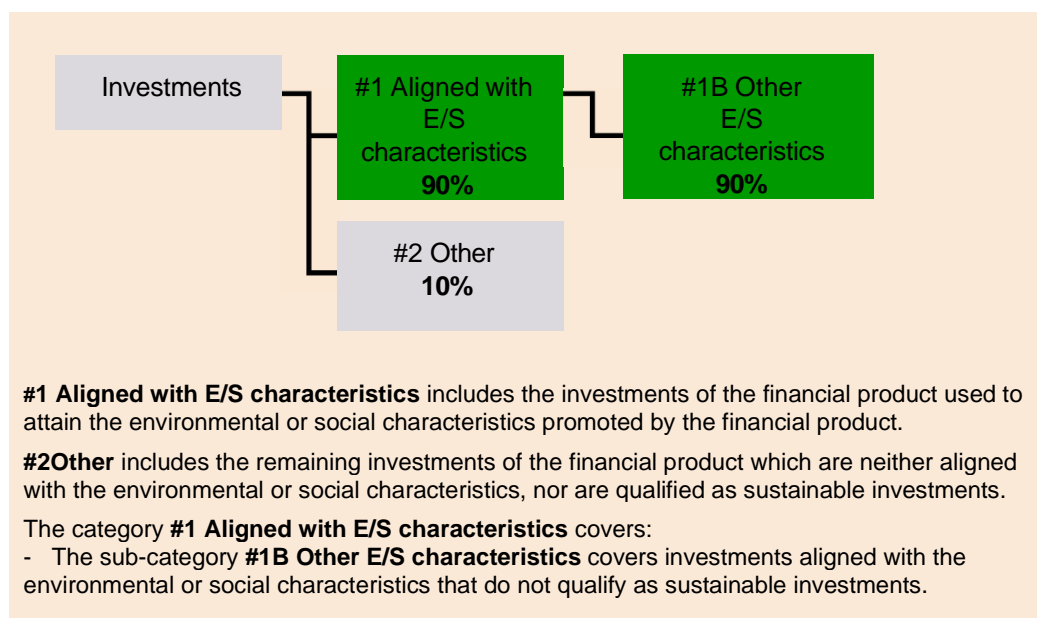 Investments
#1 Aligned with
E/S
characteristics
90%
#1B Other
E/S
characteristics
90%
#2 Other
10%
#1 Aligned with E/S characteristics includes the investments of the financial product used to
attain the environmental or social characteristics promoted by the financial product.
#2Other includes the remaining investments of the financial product which are neither aligned
with the environmental or social characteristics, nor are qualified as sustainable investments.
The category #1 Aligned with E/S characteristics covers:
- The sub-category #1B Other E/S characteristics covers investments aligned with the
environmental or social characteristics that do not qualify as sustainable investments.